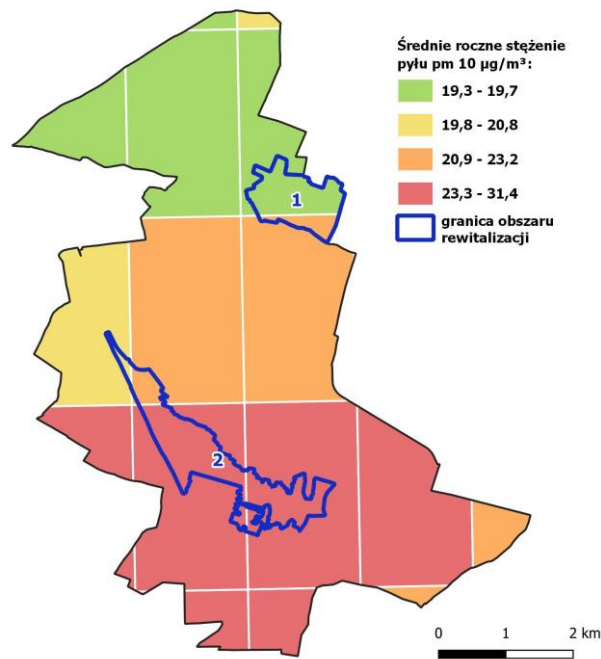 Średnie roczne stężenie
pyłu pm 10 µg/m³:
19,3 - 19,7
19,8 - 20,8
20,9 - 23,2
23,3 - 31,4
granica obszaru
rewitalizacji
1
2
0 1 2 km